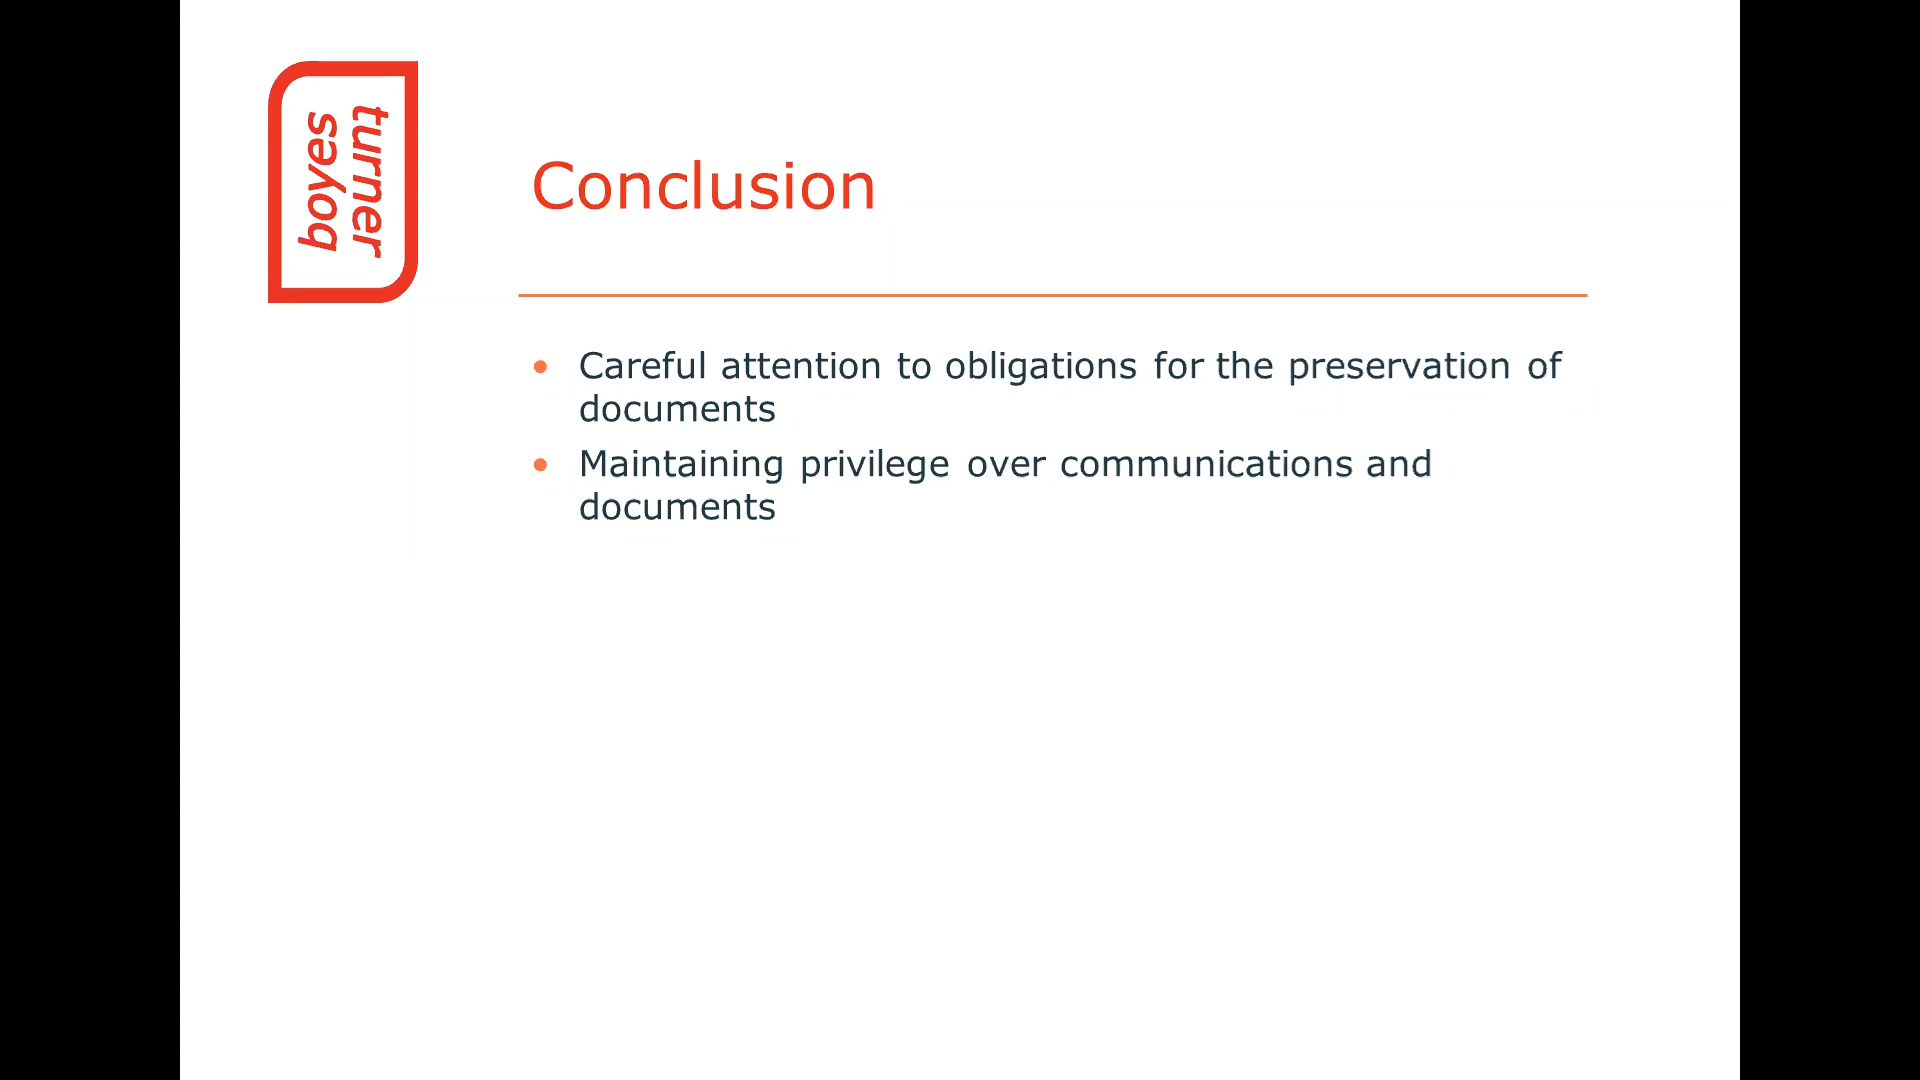 boyes
turner
Conclusion
• Careful attention to obligations for the preservation of
documents
• Maintaining privilege over communications and
documents